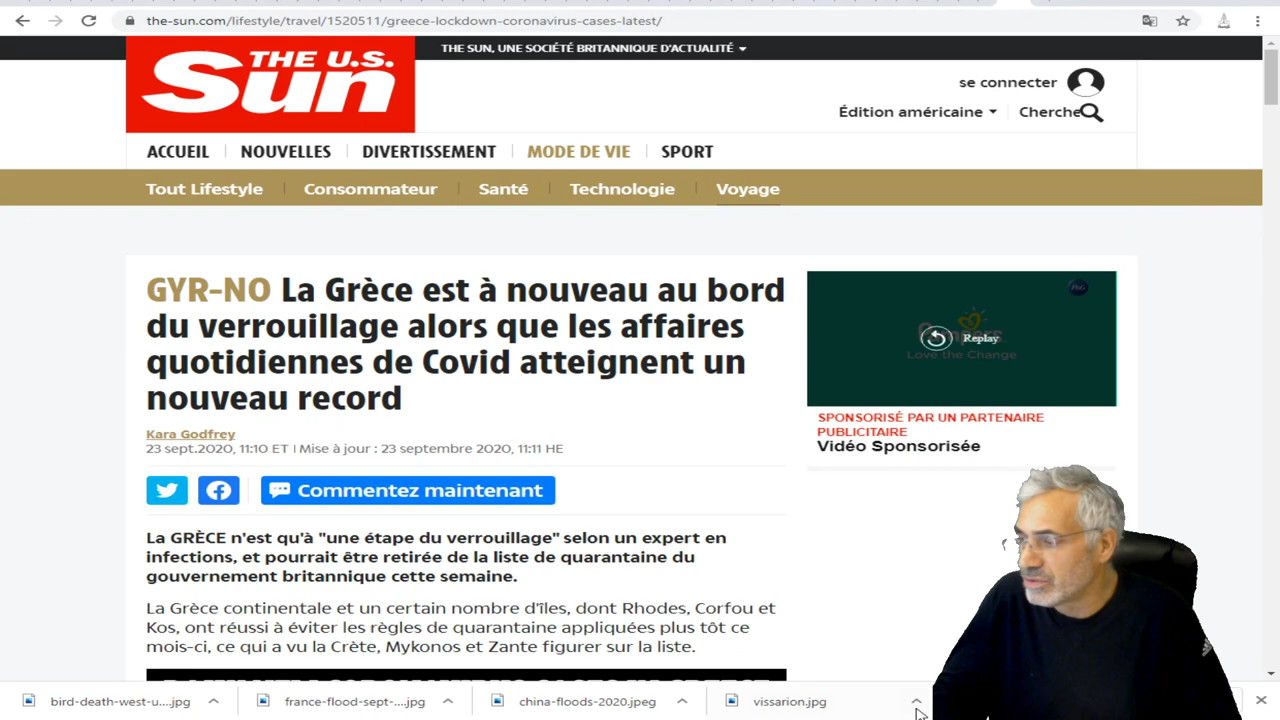 the-sun.com/lifestyle/travel/1520511/greece-lockdown-coronavirus-cases-latest/
THE SUN, UNE SOCIÉTÉ BRITANNIQUE D'ACTUALITÉ
THE U.S.
Sun
se connecter
Édition américaine
Cherche
ACCUEIL
NOUVELLES
DIVERTISSEMENT
MODE DE VIE
SPORT
Tout Lifestyle
Consommateur
Santé
Technologie
Voyage
GYR-NO La Grèce est à nouveau au bord
du verrouillage alors que les affaires
quotidiennes de Covid atteignent un
nouveau record
Kara Godfrey
23 sept.2020, 11:10 ET | Mise à jour : 23 septembre 2020, 11:11 HE
Commentez maintenant
P&G
Pampers
Replay
Love the Change
SPONSORISÉ PAR UN PARTENAIRE
PUBLICITAIRE
Vidéo Sponsorisée
La GRÈCE n'est qu'à "une étape du verrouillage" selon un expert en
infections, et pourrait être retirée de la liste de quarantaine du
gouvernement britannique cette semaine.
La Grèce continentale et un certain nombre d'îles, dont Rhodes, Corfou et
Kos, ont réussi à éviter les règles de quarantaine appliquées plus tôt ce
mois-ci, ce qui a vu la Crète, Mykonos et Zante figurer sur la liste.
bird-death-west-u....jpg
france-flood-sept-....jpg
china-floods-2020.jpeg
vissarion.jpg